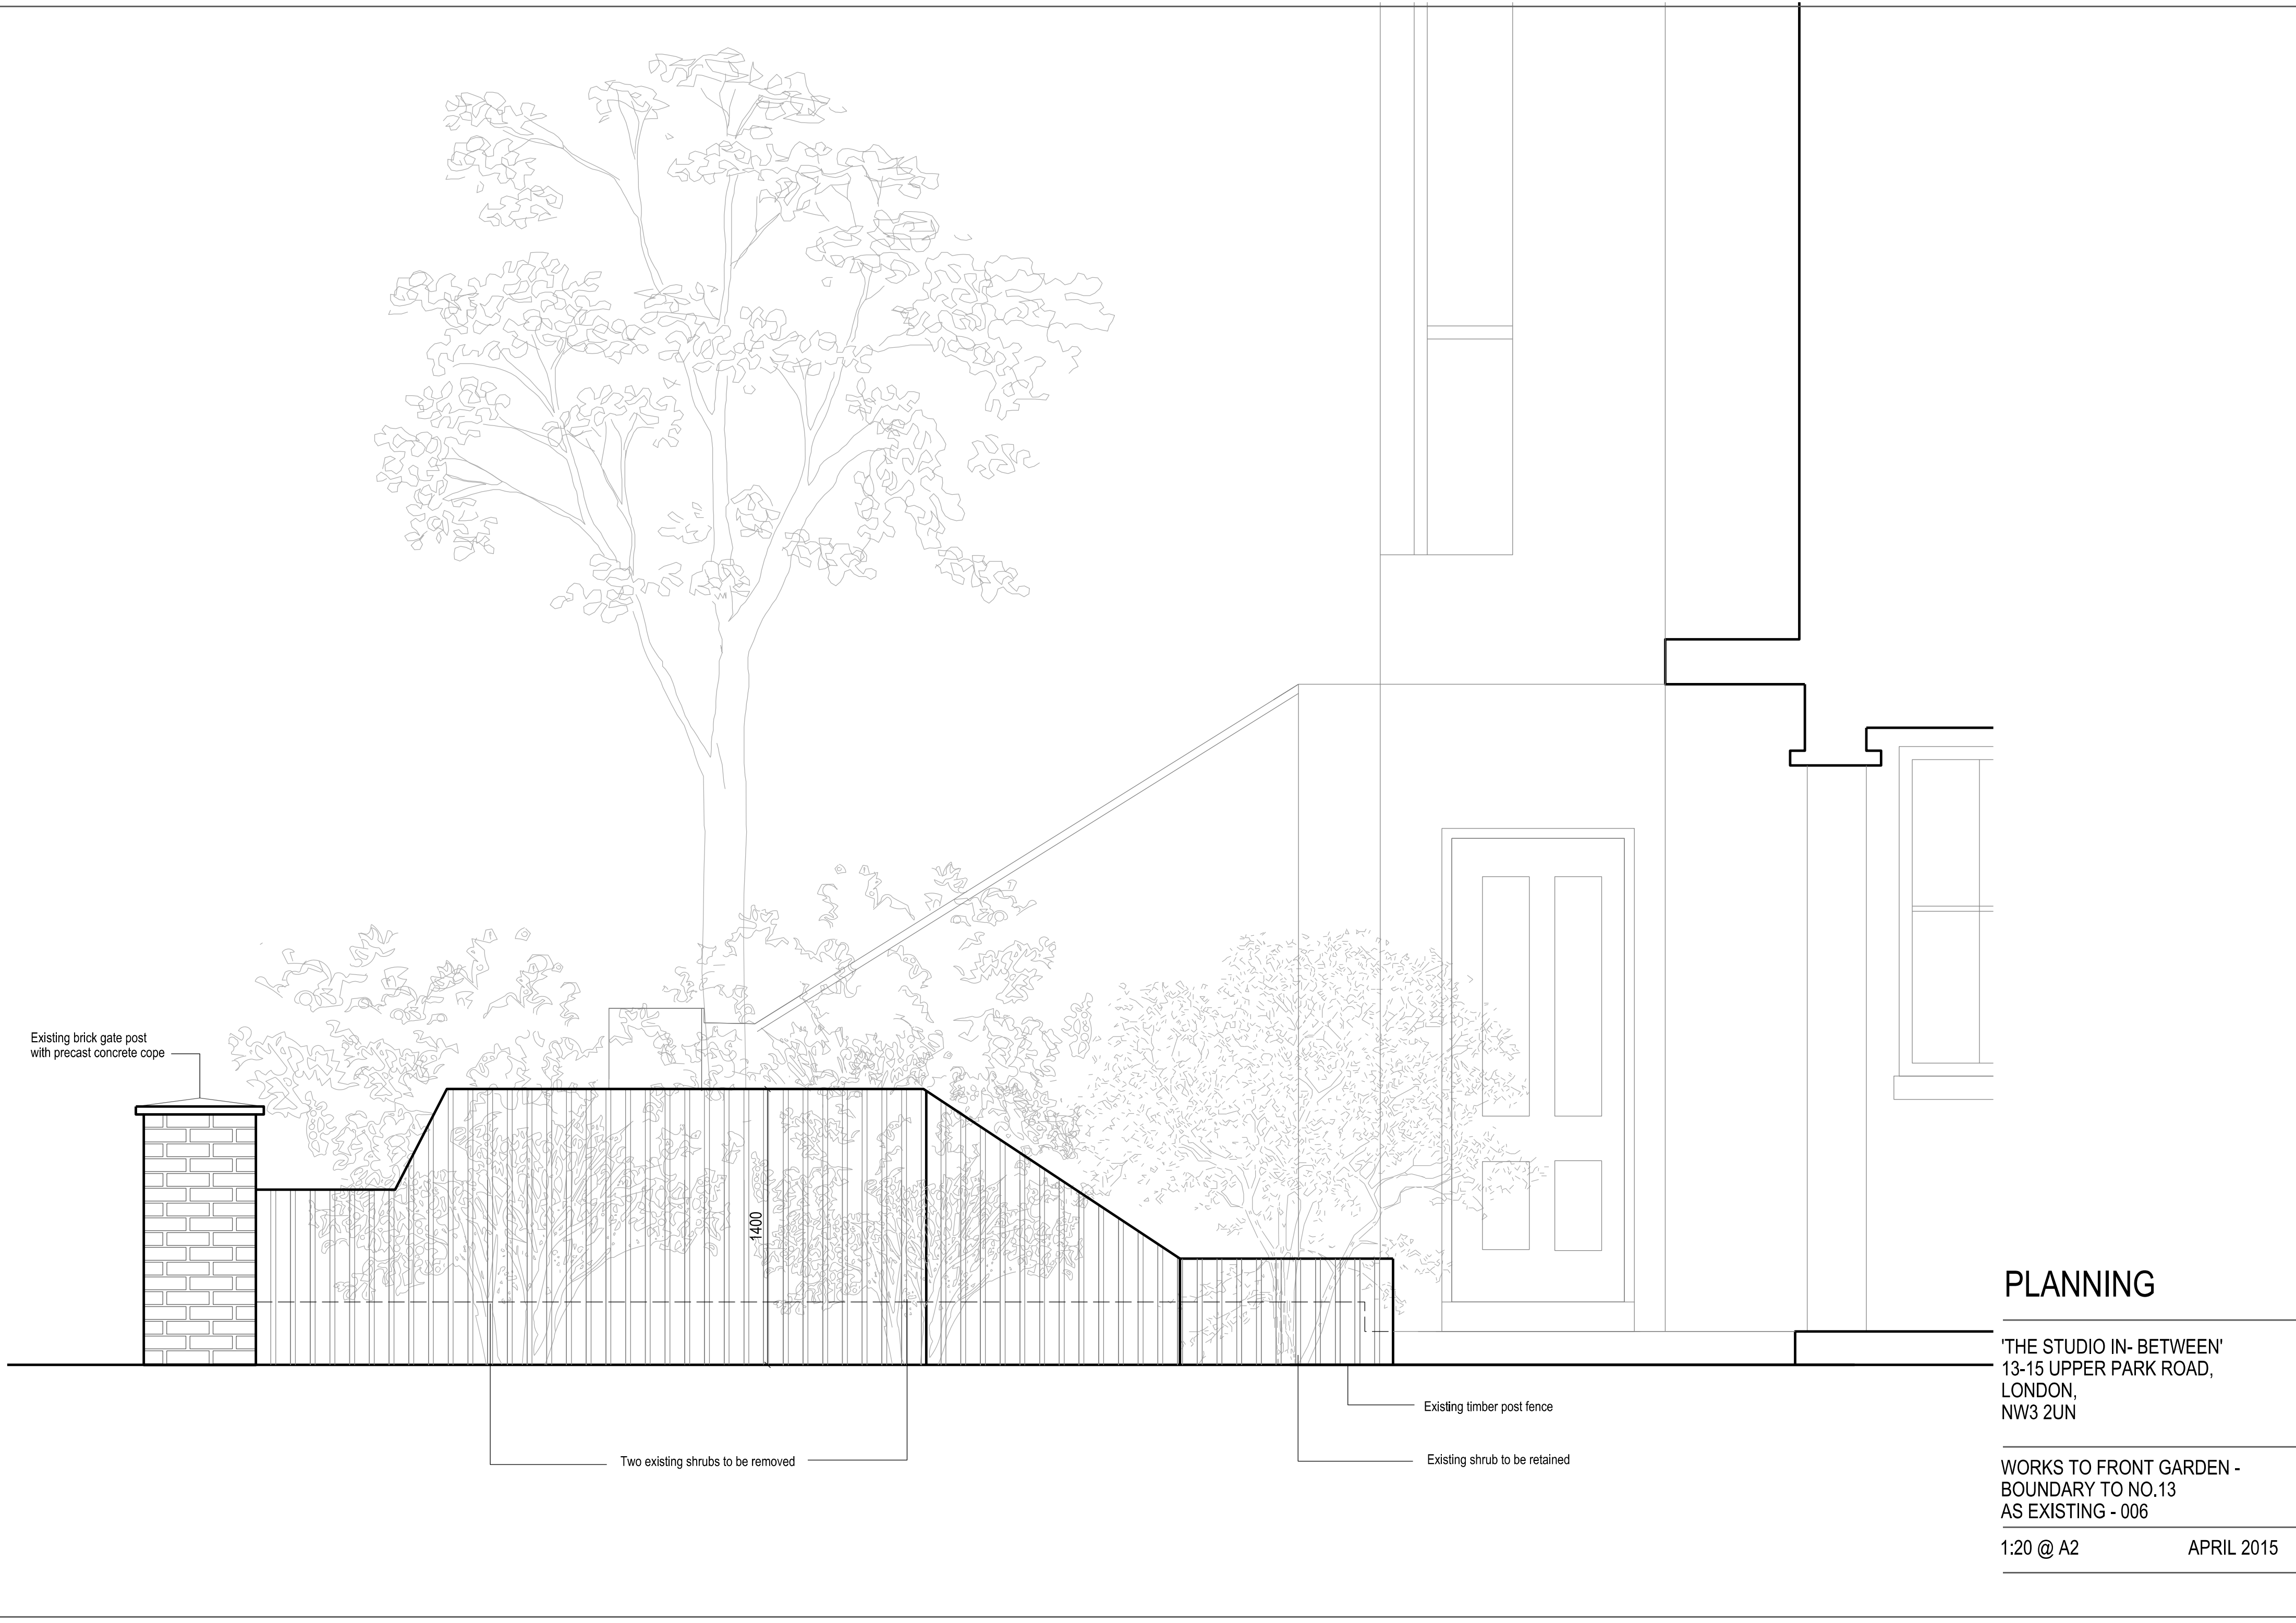 Existing brick gate post
with precast concrete cope
1400
Existing timber post fence
Two existing shrubs to be removed
Existing shrub to be retained
PLANNING
'THE STUDIO IN- BETWEEN'
13-15 UPPER PARK ROAD,
LONDON,
NW3 2UN
WORKS TO FRONT GARDEN -
BOUNDARY TO NO.13
AS EXISTING - 006
1:20 @ A2 APRIL 2015